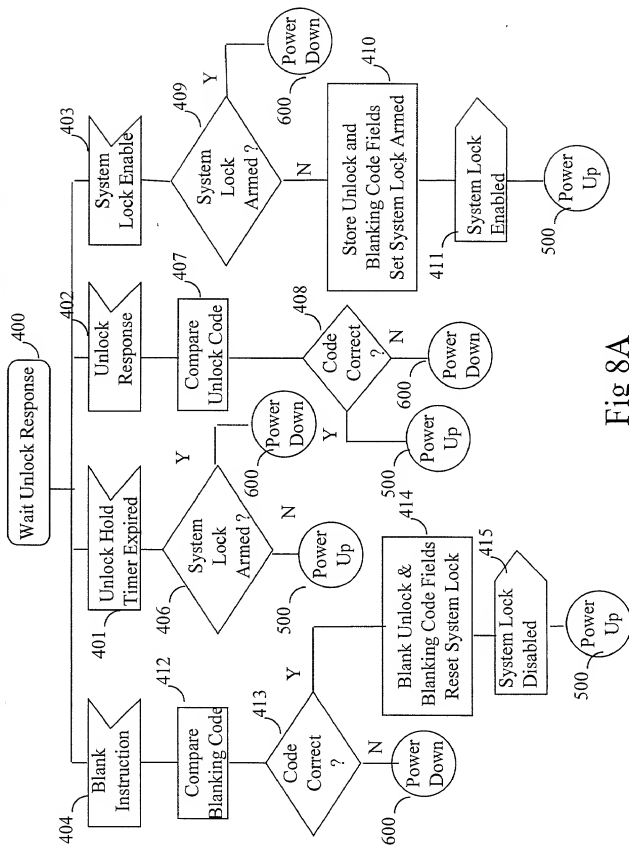 Wait Unlock Response
400
Blank
Instruction
404
Compare
Blanking Code
412
Code
Correct
?
413
Y
N
Power
Down
600
Blank Unlock &
Blanking Code Fields
Reset System Lock
414
System Lock
Disabled
415
Power
Up
500
Unlock Hold
Timer Expired
401
System
Lock
Armed ?
406
Y
Power
Down
600
N
Power
Up
500
Unlock
Response
402
Compare
Unlock Code
407
Code
Correct
?
408
Y
Power
Up
500
N
Power
Down
600
System
Lock Enable
403
System
Lock
Armed ?
409
Y
Power
Down
600
N
Store Unlock and
Blanking Code Fields
Set System Lock Armed
410
System Lock
Enabled
411
Power
Up
500
Fig 8A